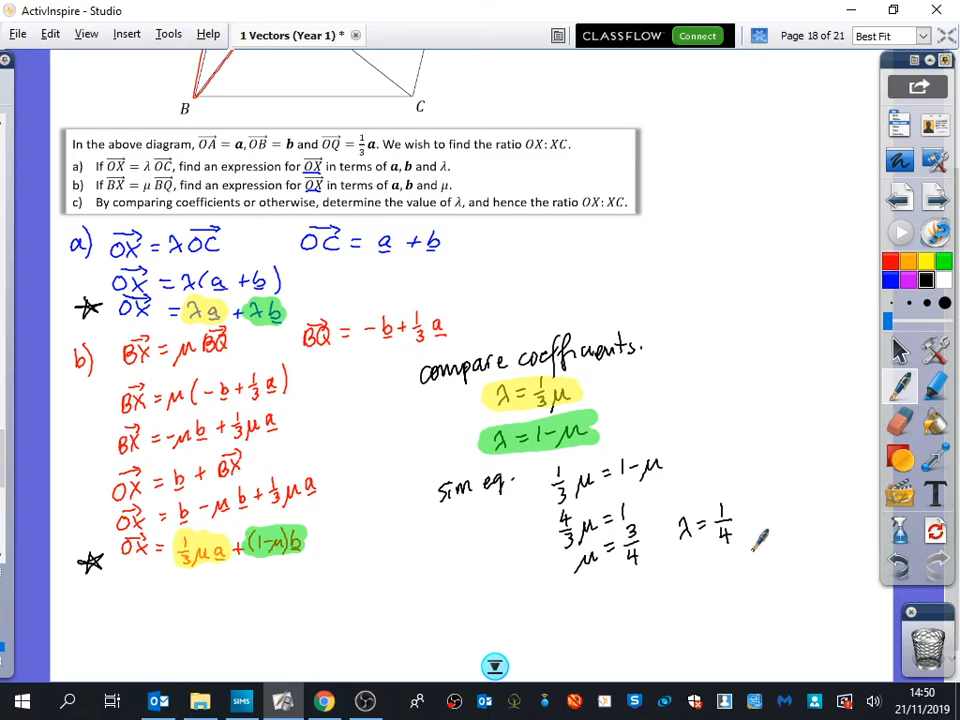 ActivInspire - Studio
File Edit View Insert Tools Help
1 Vectors (Year 1) *
CLASSFLOW Connect
Page 18 of 21
Best Fit
B
C
In the above diagram, OA = a, OB = b and OQ = 1/3 a. We wish to find the ratio OX: XC.
a) If OX = λ OC, find an expression for OX in terms of a, b and λ.
b) If BX = μ BQ, find an expression for OX in terms of a, b and μ.
c) By comparing coefficients or otherwise, determine the value of λ, and hence the ratio OX: XC.
a) OX = λOC
OC = a + b
OX = λ(a + b)
OX = λa + λb
b) BX = μBQ
BQ = -b + 1/3 a
BX = μ(-b + 1/3 a)
BX = -μb + 1/3 μa
OX = b + BX
OX = b - μb + 1/3 μa
OX = 1/3 μa + (1-μ)b
compare coefficients.
λ = 1/3 μ
λ = 1-μ
sim eq.
1/3 μ = 1-μ
4/3 μ = 1
μ = 3/4
λ = 1/4
T
SIMS
14:50
21/11/2019